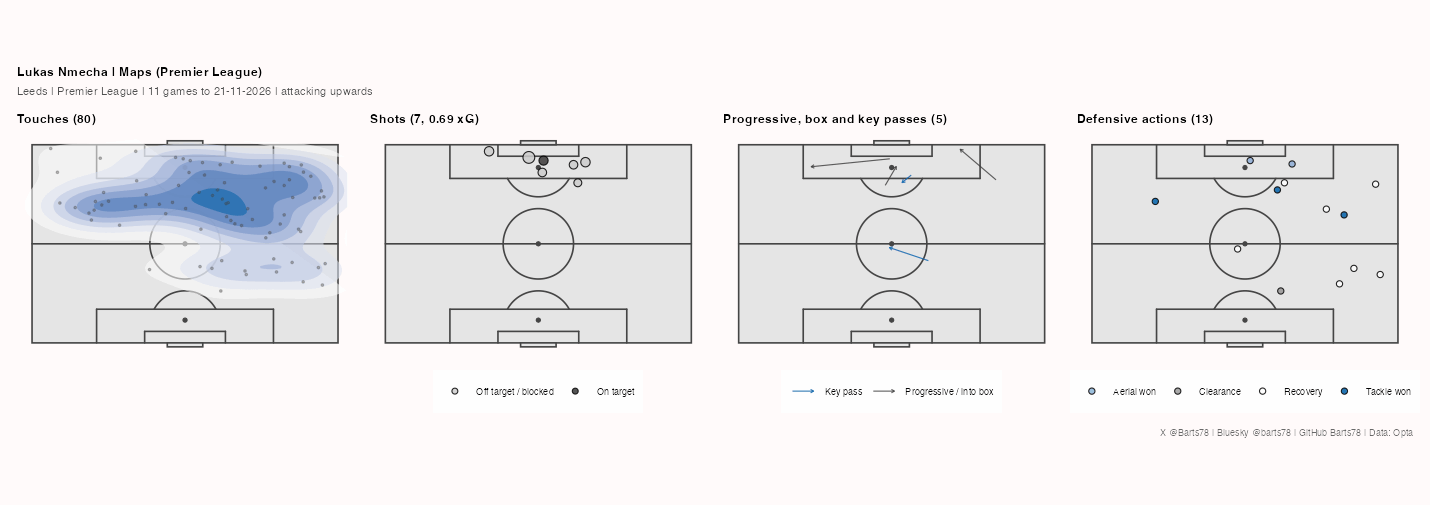 Lukas Nmecha | Maps (Premier League)
Leeds | Premier League | 11 games to 21-11-2026 | attacking upwards
Touches (80)
Shots (7, 0.69 xG)
Progressive, box and key passes (5)
Defensive actions (13)
Off target / blocked
On target
Key pass
Progressive / into box
Aerial won
Clearance
Recovery
Tackle won
X @Barts78 | Bluesky @barts78 | GitHub Barts78 | Data: Opta